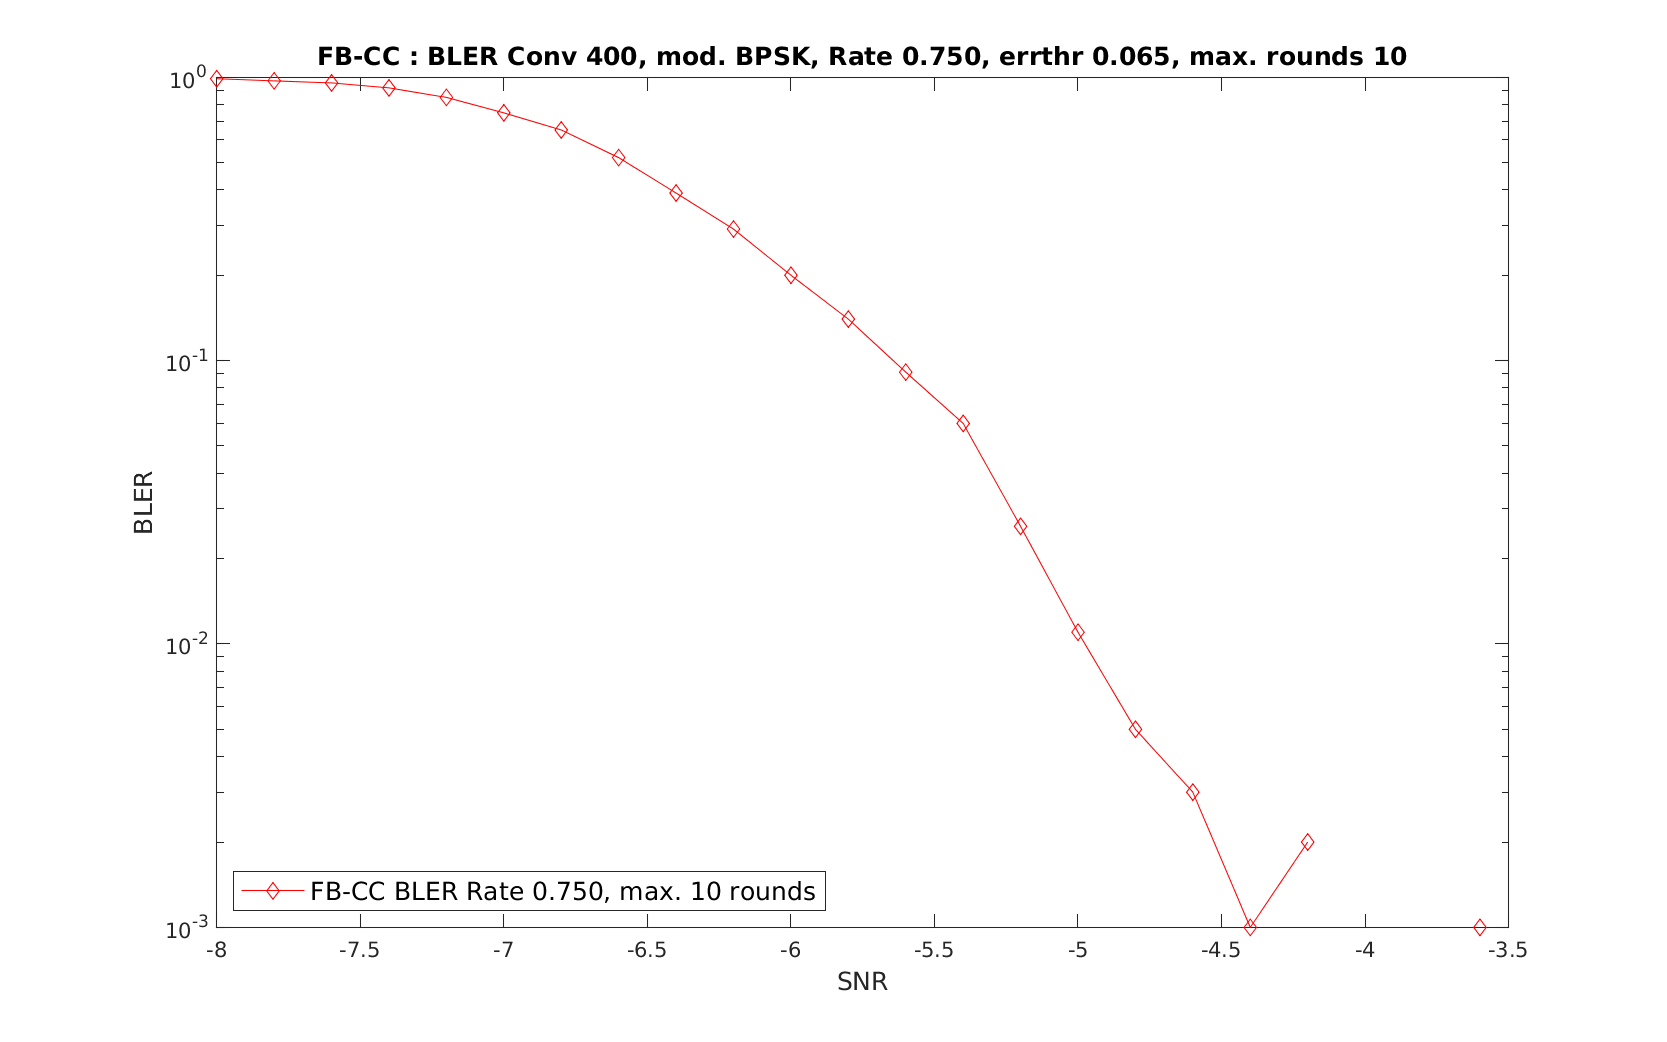 FB-CC : BLER Conv 400, mod. BPSK, Rate 0.750, errthr 0.065, max. rounds 10
10^0
10^-1
10^-2
10^-3
BLER
FB-CC BLER Rate 0.750, max. 10 rounds
-8 -7.5 -7 -6.5 -6 -5.5 -5 -4.5 -4 -3.5
SNR